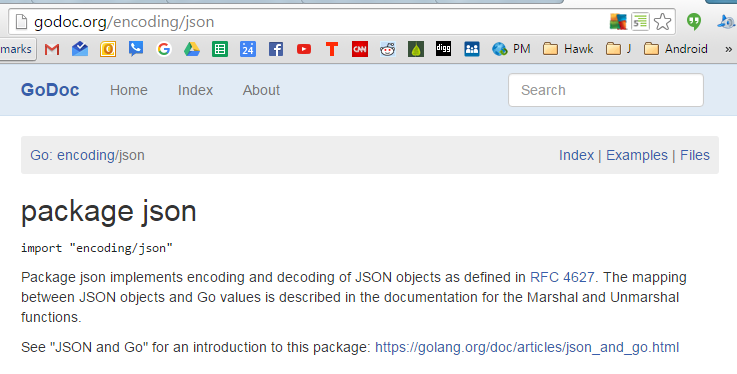 godoc.org/encoding/json
marks M G 24 f T CNN digg PM Hawk J Android »
GoDoc Home Index About Search
Go: encoding/json Index | Examples | Files
package json
import "encoding/json"
Package json implements encoding and decoding of JSON objects as defined in RFC 4627. The mapping
between JSON objects and Go values is described in the documentation for the Marshal and Unmarshal
functions.
See "JSON and Go" for an introduction to this package: https://golang.org/doc/articles/json_and_go.html